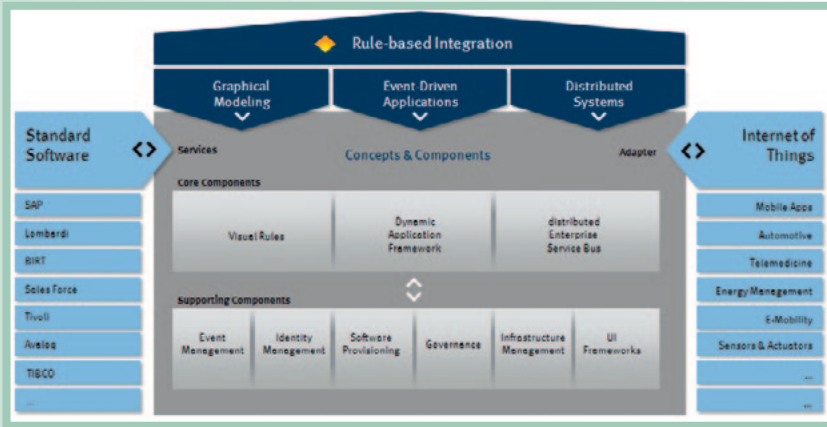 Rule-based Integration
Graphical
Modeling
Event-Driven
Applications
Distributed
Systems
Standard
Software
Services
Concepts & Components
Adapter
Internet of
Things
Core Components
SAP
Lombardi
BIRT
Sales Force
Tivoli
Avaloq
TIBCO
...
Visual Rules
Dynamic
Application
Framework
distributed
Enterprise
Service Bus
Supporting Components
Event
Management
Identity
Management
Software
Provisioning
Governance
Infrastructure
Management
UI
Frameworks
Mobile Apps
Automotive
Telemedicine
Energy Management
E-Mobility
Sensors & Actuators
...
...